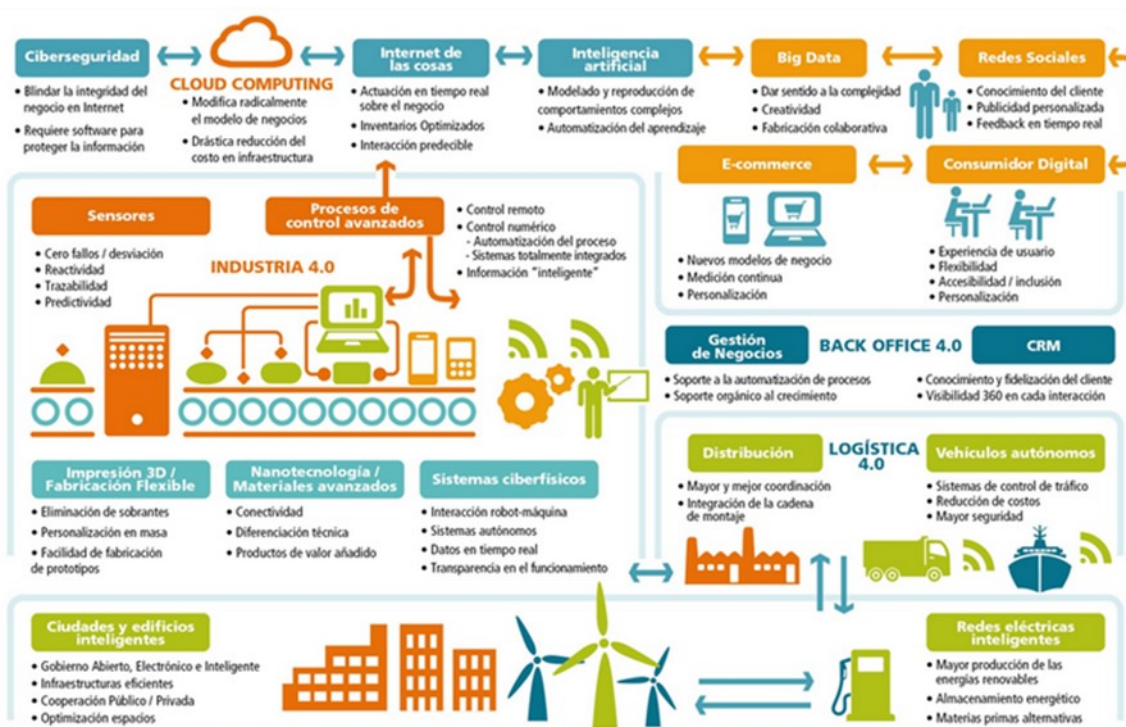 Ciberseguridad
• Blindar la integridad del
negocio en Internet
• Requiere software para
proteger la información
CLOUD COMPUTING
• Modifica radicalmente
el modelo de negocios
• Drástica reducción del
costo en infraestructura
Internet de
las cosas
• Actuación en tiempo real
sobre el negocio
• Inventarios Optimizados
• Interacción predecible
Inteligencia
artificial
• Modelado y reproducción de
comportamientos complejos
• Automatización del aprendizaje
Big Data
• Dar sentido a la complejidad
• Creatividad
• Fabricación colaborativa
Redes Sociales
• Conocimiento del cliente
• Publicidad personalizada
• Feedback en tiempo real
E-commerce
• Nuevos modelos de negocio
• Medición continua
• Personalización
Consumidor Digital
• Experiencia de usuario
• Flexibilidad
• Accesibilidad / inclusión
• Personalización
Sensores
• Cero fallos / desviación
• Reactividad
• Trazabilidad
• Predictividad
INDUSTRIA 4.0
Procesos de
control avanzados
• Control remoto
• Control numérico
- Automatización del proceso
- Sistemas totalmente integrados
• Información "inteligente"
Gestión
de Negocios
• Soporte a la automatización de procesos
• Soporte orgánico al crecimiento
BACK OFFICE 4.0
CRM
• Conocimiento y fidelización del cliente
• Visibilidad 360 en cada interacción
Impresión 3D /
Fabricación Flexible
• Eliminación de sobrantes
• Personalización en masa
• Facilidad de fabricación
de prototipos
Nanotecnología /
Materiales avanzados
• Conectividad
• Diferenciación técnica
• Productos de valor añadido
Sistemas ciberfísicos
• Interacción robot-máquina
• Sistemas autónomos
• Datos en tiempo real
• Transparencia en el funcionamiento
Distribución
• Mayor y mejor coordinación
• Integración de la cadena
de montaje
LOGÍSTICA
4.0
Vehículos autónomos
• Sistemas de control de tráfico
• Reducción de costos
• Mayor seguridad
Ciudades y edificios
inteligentes
• Gobierno Abierto, Electrónico e Inteligente
• Infraestructuras eficientes
• Cooperación Público / Privada
• Optimización espacios
Redes eléctricas
inteligentes
• Mayor producción de las
energías renovables
• Almacenamiento energético
• Materias primas alternativas